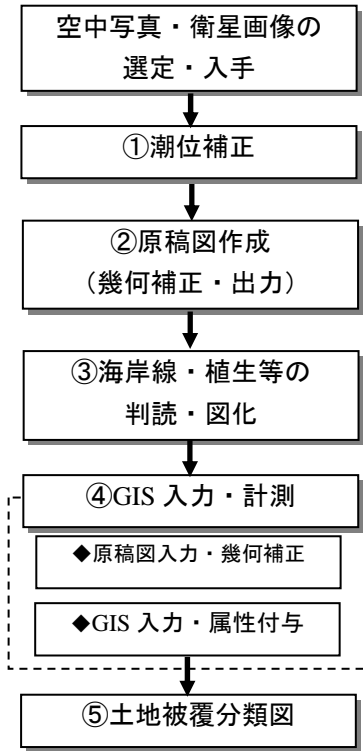 空中写真・衛星画像の
選定・入手
①潮位補正
②原稿図作成
（幾何補正・出力）
③海岸線・植生等の
判読・図化
④GIS 入力・計測
◆原稿図入力・幾何補正
◆GIS 入力・属性付与
⑤土地被覆分類図